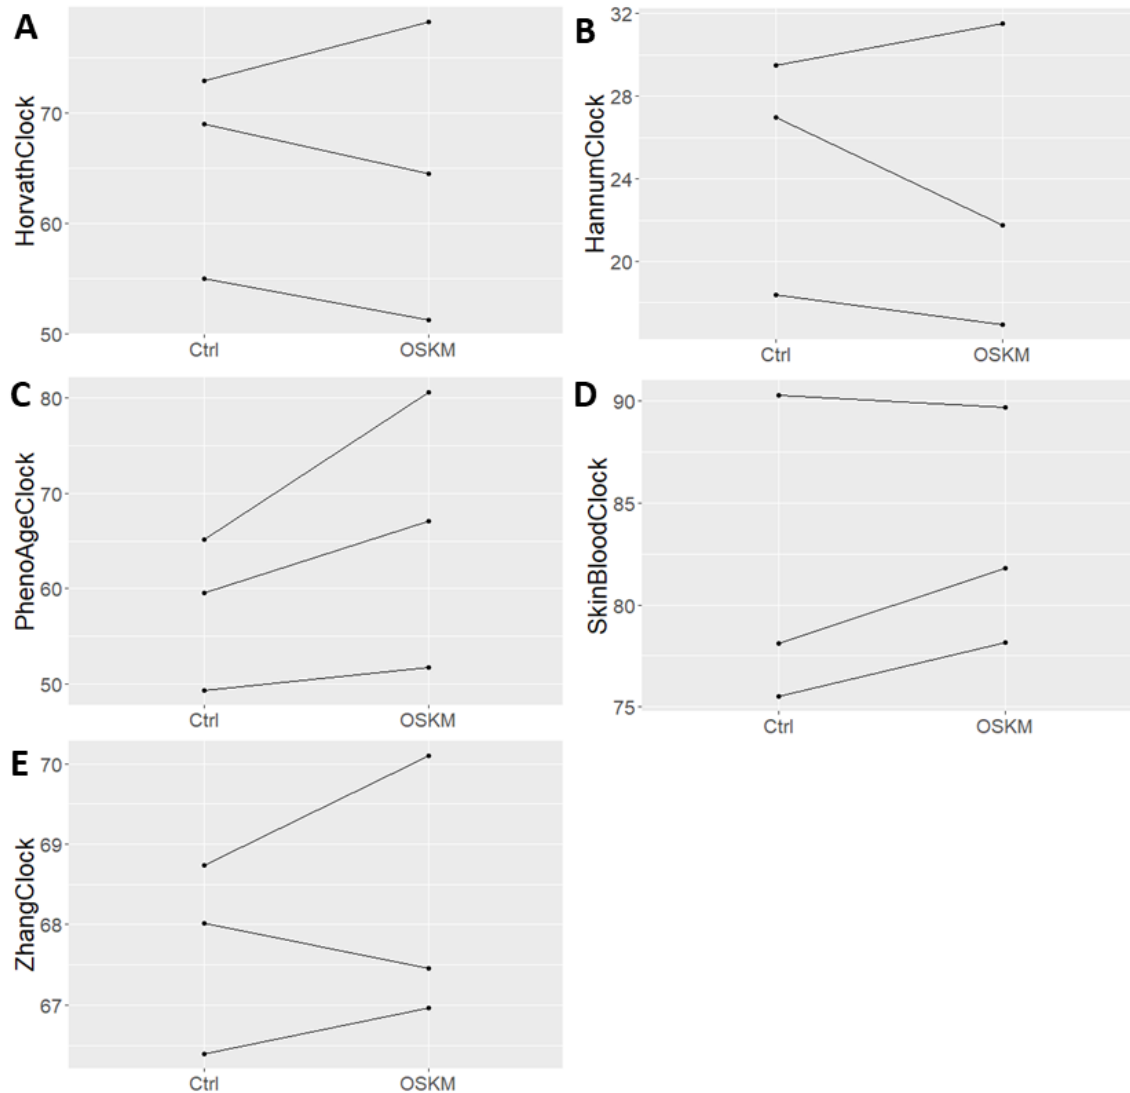 A
HorvathClock
70
60
50
Ctrl
OSKM
B
HannumClock
32
28
24
20
Ctrl
OSKM
C
PhenoAgeClock
80
70
60
50
Ctrl
OSKM
D
SkinBloodClock
90
85
80
75
Ctrl
OSKM
E
ZhangClock
70
69
68
67
Ctrl
OSKM